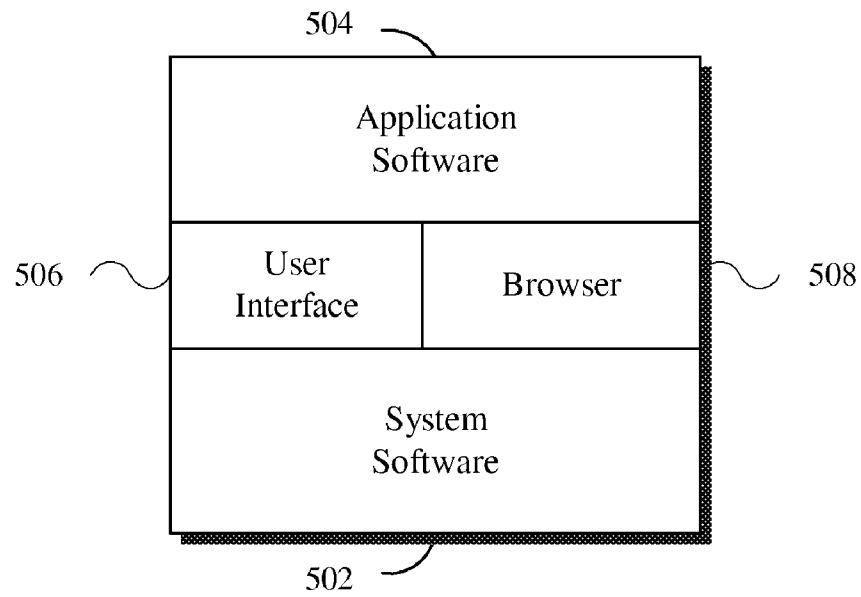 504
Application
Software
506
User
Interface
Browser
508
System
Software
502